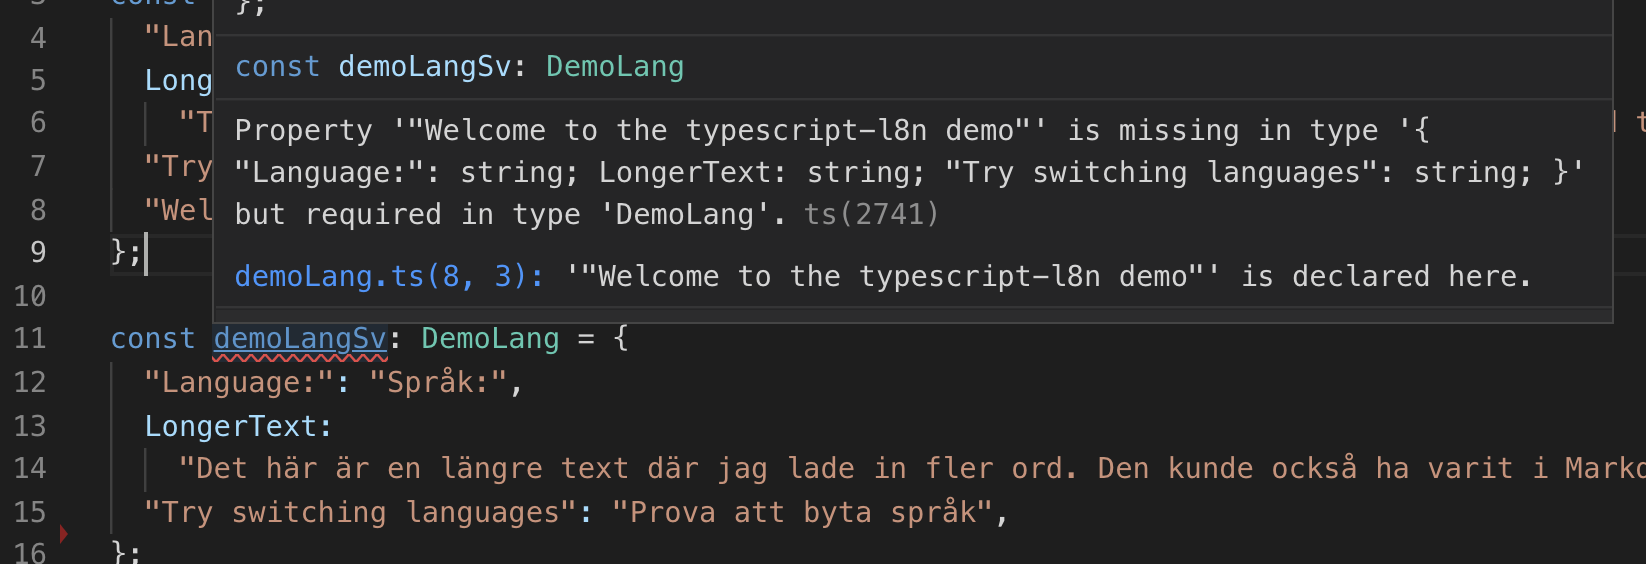 3 const
};
4 "Lan
const demoLangSv: DemoLang
5 Long
6 "T
Property '"Welcome to the typescript-l8n demo"' is missing in type '{
7 "Try
"Language:": string; LongerText: string; "Try switching languages": string; }'
8 "Wel
but required in type 'DemoLang'. ts(2741)
9 };
demoLang.ts(8, 3): '"Welcome to the typescript-l8n demo"' is declared here.
10
11 const demoLangSv: DemoLang = {
12 "Language:": "Språk:",
13 LongerText:
14 "Det här är en längre text där jag lade in fler ord. Den kunde också ha varit i Markd
15 "Try switching languages": "Prova att byta språk",
16 };